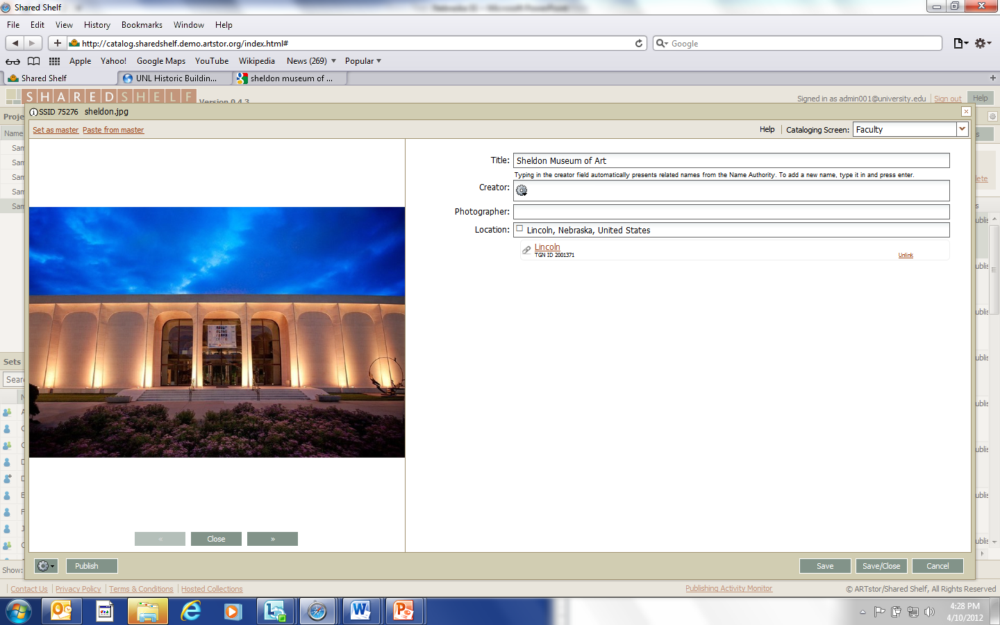 Shared Shelf
File Edit View History Bookmarks Window Help
http://catalog.sharedshelf.demo.artstor.org/index.html#
Google
Apple Yahoo! Google Maps YouTube Wikipedia News (269) Popular
Shared Shelf
UNL Historic Buildin...
sheldon museum of ...
SHAREDSHELF
Version 0.4.3
Signed in as admin001@university.edu Sign out Help
SSID 75276 sheldon.jpg
Set as master Paste from master
Help Cataloging Screen: Faculty
Title: Sheldon Museum of Art
Typing in the creator field automatically presents related names from the Name Authority. To add a new name, type it in and press enter.
Creator:
Photographer:
Location: Lincoln, Nebraska, United States
Lincoln
TGN ID 2001371
Unlink
Proje
Name
Sam
Sam
Sam
Sam
Sam
Sets
Sear
« Close »
Publish
Save Save/Close Cancel
Show:
Contact Us Privacy Policy Terms & Conditions Hosted Collections
Publishing Activity Monitor
© ARTstor/Shared Shelf, All Rights Reserved
4:28 PM
4/10/2012